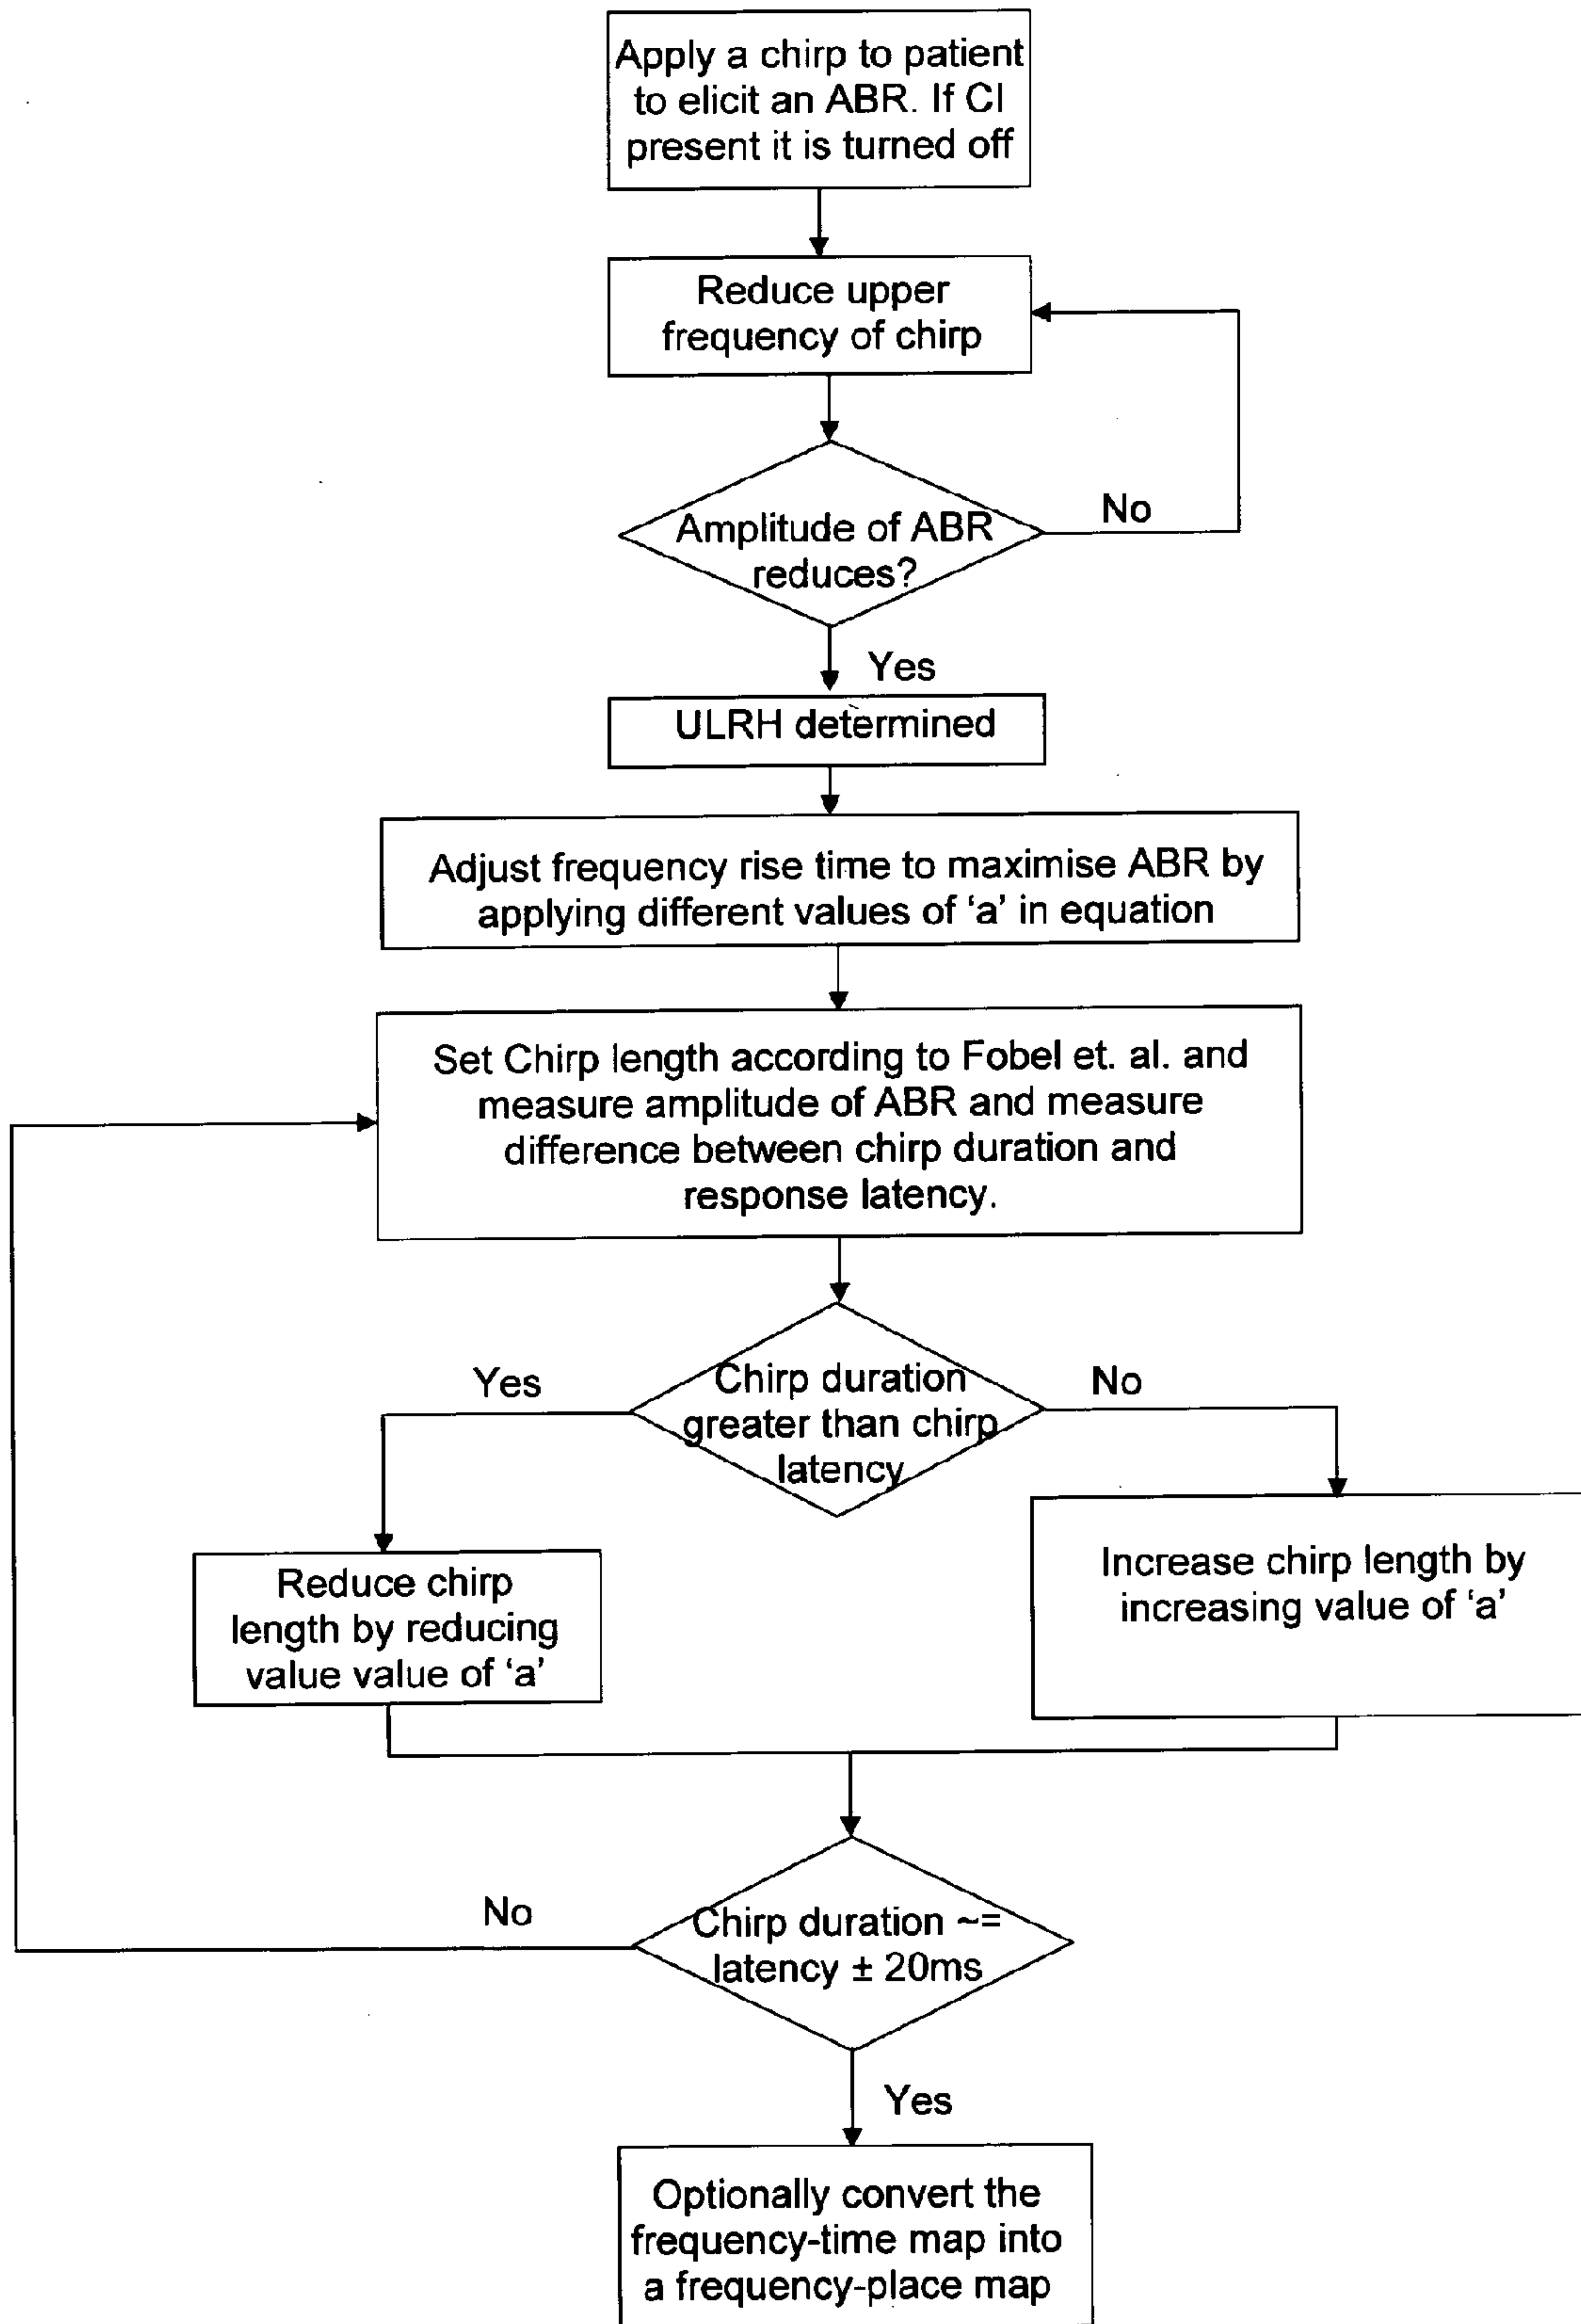 Apply a chirp to patient
to elicit an ABR. If CI
present it is turned off
Reduce upper
frequency of chirp
Amplitude of ABR
reduces?
No
Yes
ULRH determined
Adjust frequency rise time to maximise ABR by
applying different values of ‘a’ in equation
Set Chirp length according to Fobel et. al. and
measure amplitude of ABR and measure
difference between chirp duration and
response latency.
Chirp duration
greater than chirp
latency
Yes
No
Reduce chirp
length by reducing
value value of ‘a’
Increase chirp length by
increasing value of ‘a’
Chirp duration ~=
latency ± 20ms
No
Yes
Optionally convert the
frequency-time map into
a frequency-place map